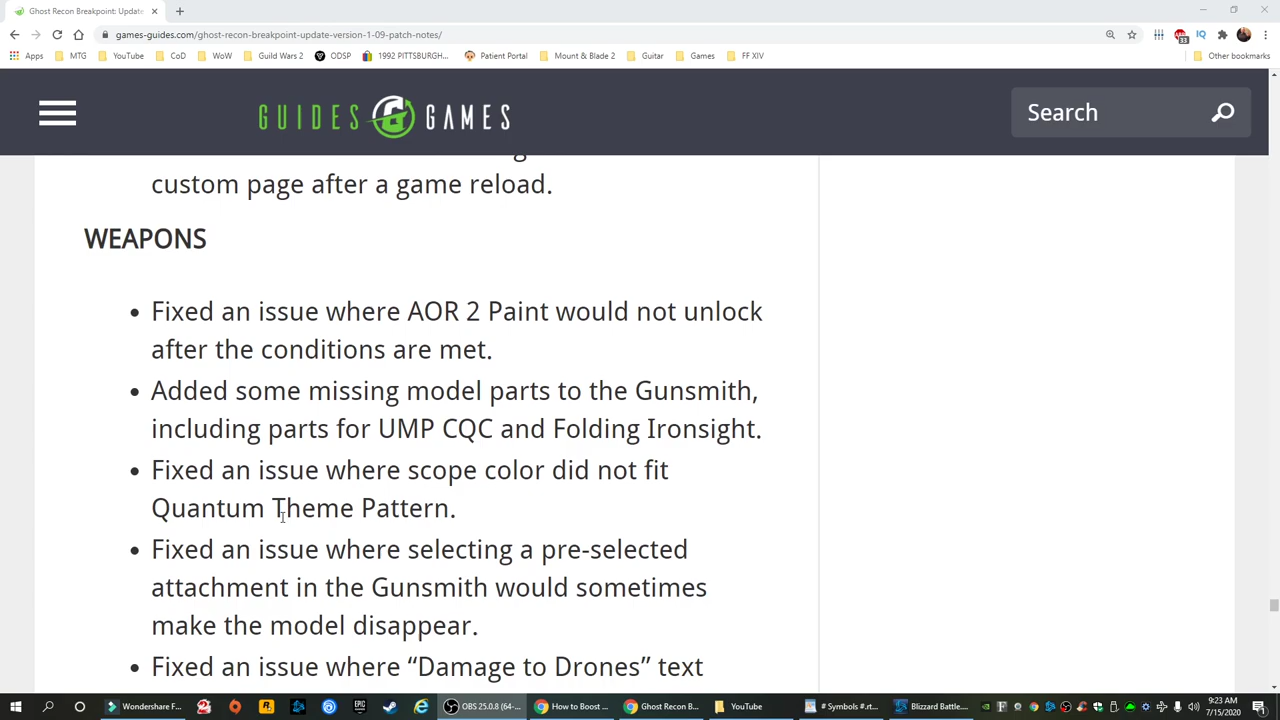 Ghost Recon Breakpoint: Update
games-guides.com/ghost-recon-breakpoint-update-version-1-09-patch-notes/
Apps MTG YouTube CoD WoW Guild Wars 2 ODSP 1992 PITTSBURGH... Patient Portal Mount & Blade 2 Guitar Games FF XIV Other bookmarks
GUIDES G GAMES Search
custom page after a game reload.
WEAPONS
• Fixed an issue where AOR 2 Paint would not unlock
after the conditions are met.
• Added some missing model parts to the Gunsmith,
including parts for UMP CQC and Folding Ironsight.
• Fixed an issue where scope color did not fit
Quantum Theme Pattern.
• Fixed an issue where selecting a pre-selected
attachment in the Gunsmith would sometimes
make the model disappear.
• Fixed an issue where “Damage to Drones” text
Wondershare F... OBS 25.0.8 (64-... How to Boost ... Ghost Recon B... YouTube # Symbols #.rt... Blizzard Battle... 9:23 AM
7/15/2020